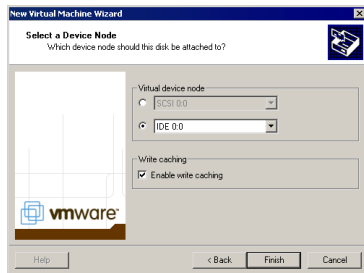 New Virtual Machine Wizard
Select a Device Node
Which device node should this disk be attached to?
Virtual device node
SCSI 0:0
IDE 0:0
Write caching
Enable write caching
vmware
Help
< Back
Finish
Cancel